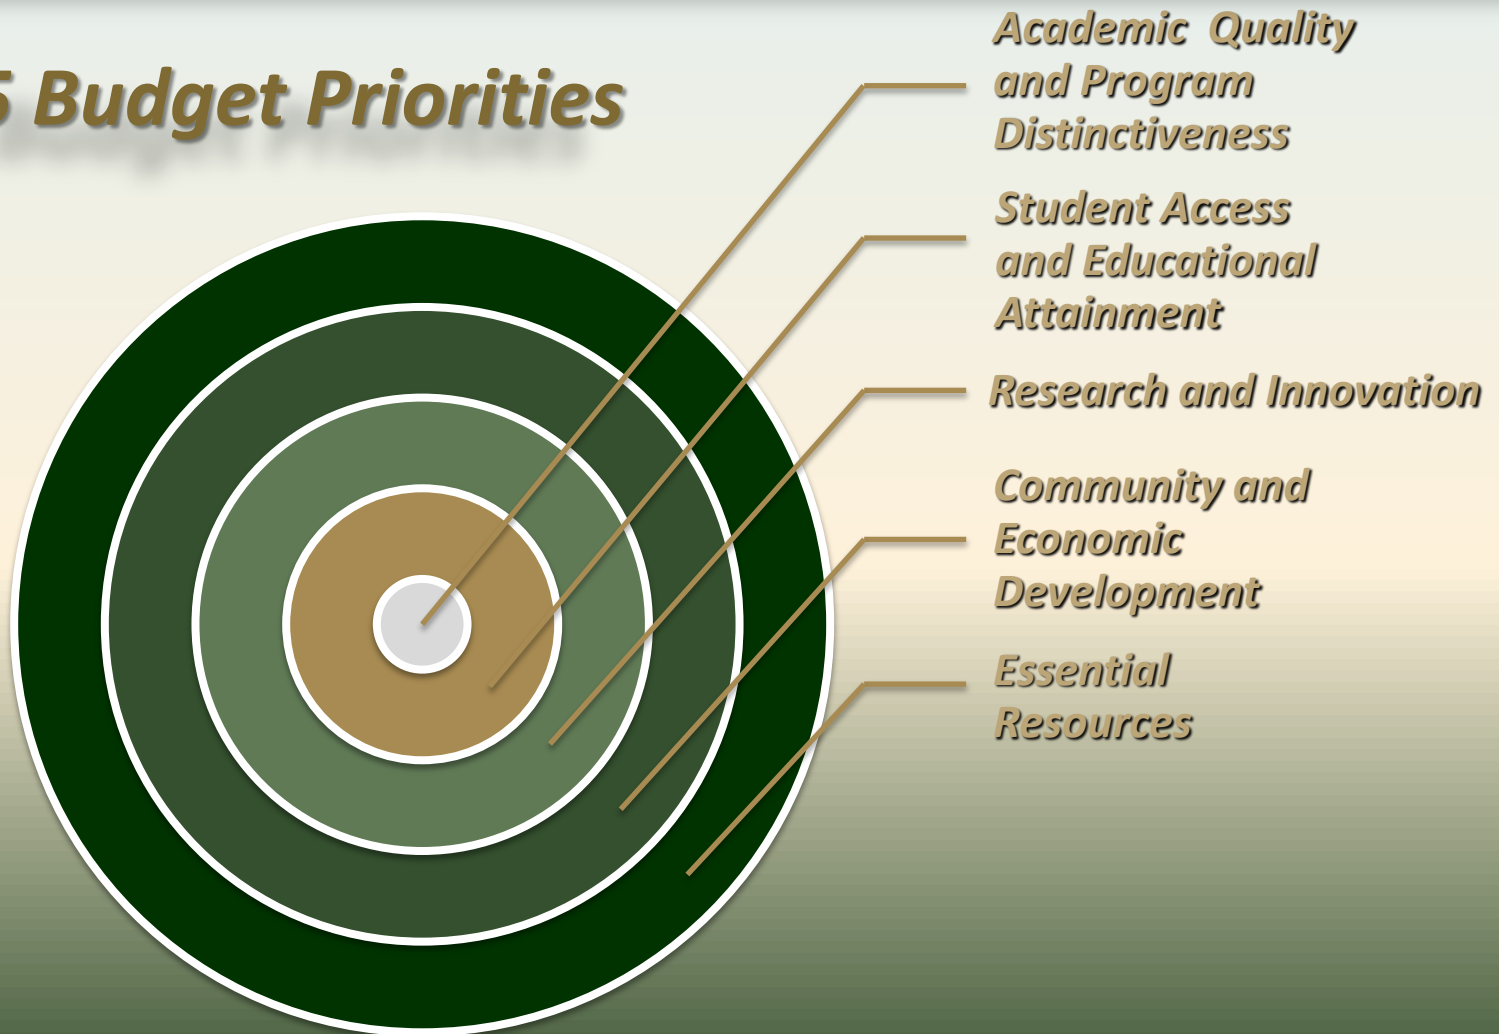 5 Budget Priorities
Academic Quality
and Program
Distinctiveness
Student Access
and Educational
Attainment
Research and Innovation
Community and
Economic
Development
Essential
Resources